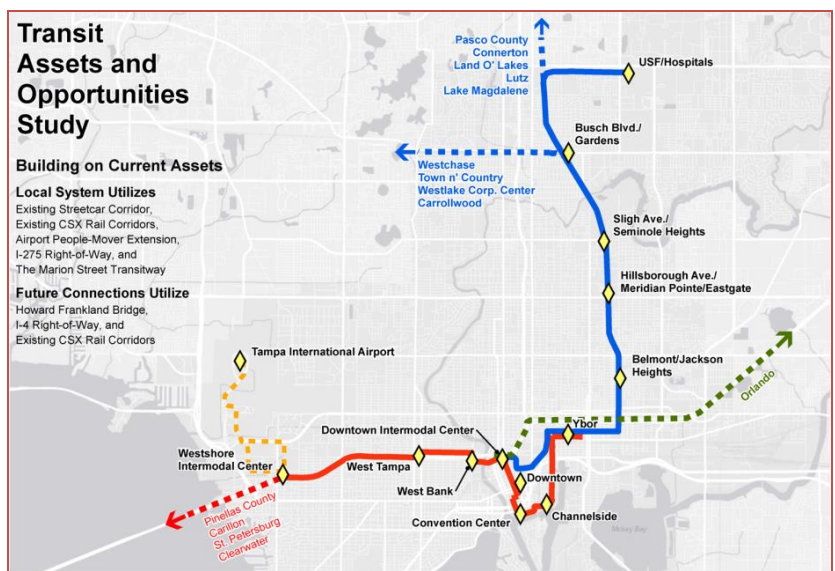 Transit
Assets and
Opportunities
Study
Building on Current Assets
Local System Utilizes
Existing Streetcar Corridor,
Existing CSX Rail Corridors,
Airport People-Mover Extension,
I-275 Right-of-Way, and
The Marion Street Transitway
Future Connections Utilize
Howard Frankland Bridge,
I-4 Right-of-Way, and
Existing CSX Rail Corridors
Pasco County
Connerton
Land O' Lakes
Lutz
Lake Magdalene
USF/Hospitals
Busch Blvd./
Gardens
Westchase
Town n' Country
Westlake Corp. Center
Carrollwood
Sligh Ave./
Seminole Heights
Hillsborough Ave./
Meridian Pointe/Eastgate
Tampa International Airport
Belmont/Jackson
Heights
Orlando
Ybor
Downtown Intermodal Center
Westshore
Intermodal Center
West Tampa
West Bank
Downtown
Convention Center
Channelside
Pinellas County
Carillon
St. Petersburg
Clearwater